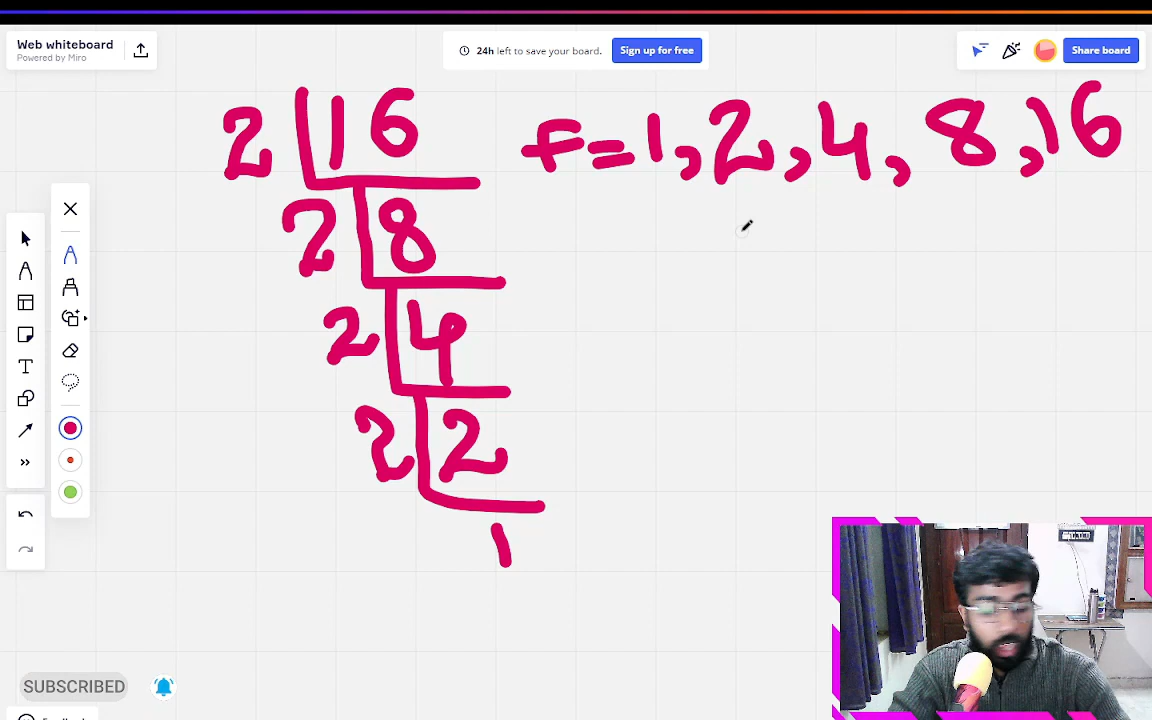 Web whiteboard
Powered by Miro
24h left to save your board.
Sign up for free
Share board
2 16
f=1,2,4,8,16
2 8
2 4
2 2
1
T
SUBSCRIBED